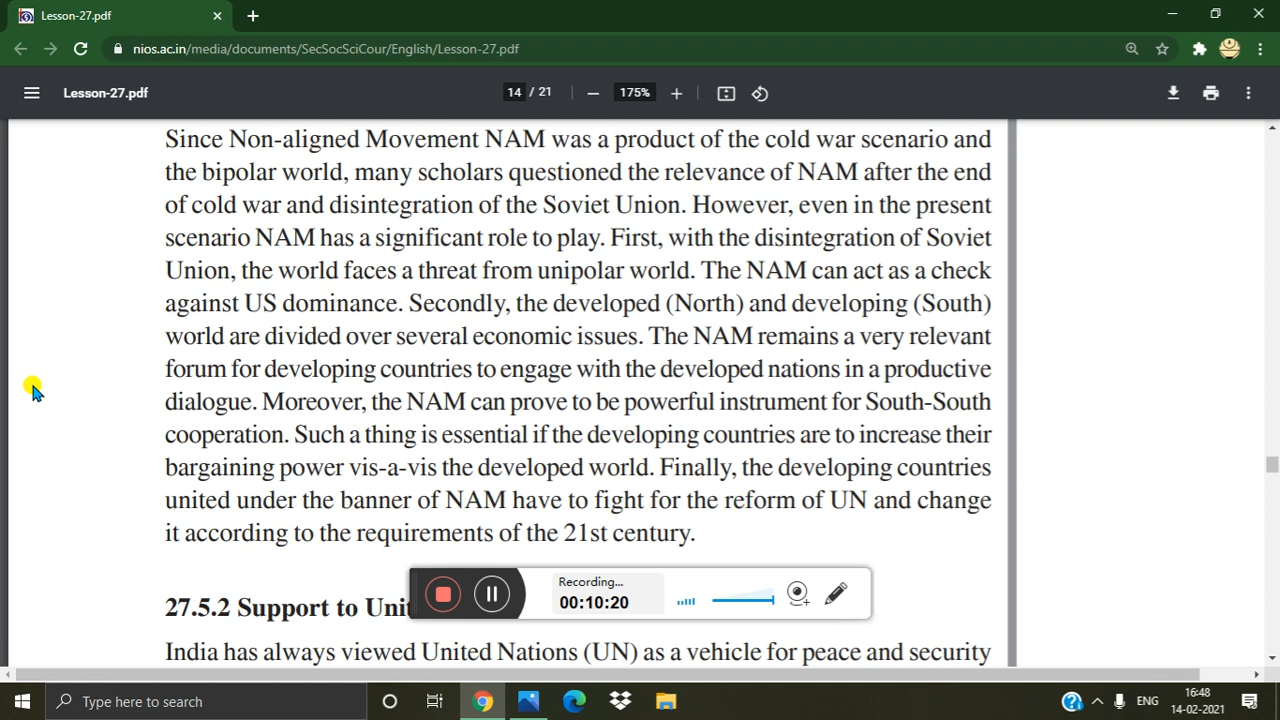 Lesson-27.pdf
nios.ac.in/media/documents/SecSocSciCour/English/Lesson-27.pdf
Lesson-27.pdf 14 / 21 175%
Since Non-aligned Movement NAM was a product of the cold war scenario and
the bipolar world, many scholars questioned the relevance of NAM after the end
of cold war and disintegration of the Soviet Union. However, even in the present
scenario NAM has a significant role to play. First, with the disintegration of Soviet
Union, the world faces a threat from unipolar world. The NAM can act as a check
against US dominance. Secondly, the developed (North) and developing (South)
world are divided over several economic issues. The NAM remains a very relevant
forum for developing countries to engage with the developed nations in a productive
dialogue. Moreover, the NAM can prove to be powerful instrument for South-South
cooperation. Such a thing is essential if the developing countries are to increase their
bargaining power vis-a-vis the developed world. Finally, the developing countries
united under the banner of NAM have to fight for the reform of UN and change
it according to the requirements of the 21st century.
Recording...
00:10:20
27.5.2 Support to Unit
India has always viewed United Nations (UN) as a vehicle for peace and security
Type here to search
ENG
16:48
14-02-2021